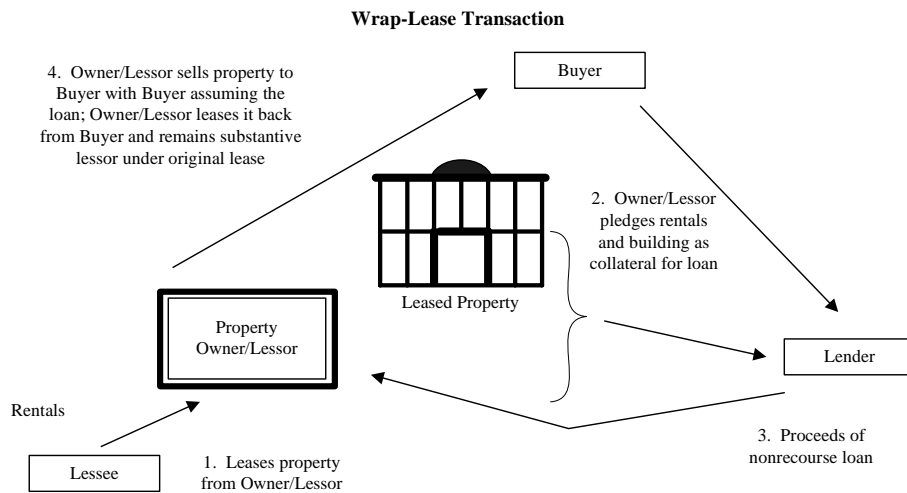 Wrap-Lease Transaction
4. Owner/Lessor sells property to
Buyer with Buyer assuming the
loan; Owner/Lessor leases it back
from Buyer and remains substantive
lessor under original lease
Buyer
2. Owner/Lessor
pledges rentals
and building as
collateral for loan
Leased Property
Property
Owner/Lessor
Lender
Rentals
Lessee
1. Leases property
from Owner/Lessor
3. Proceeds of
nonrecourse loan